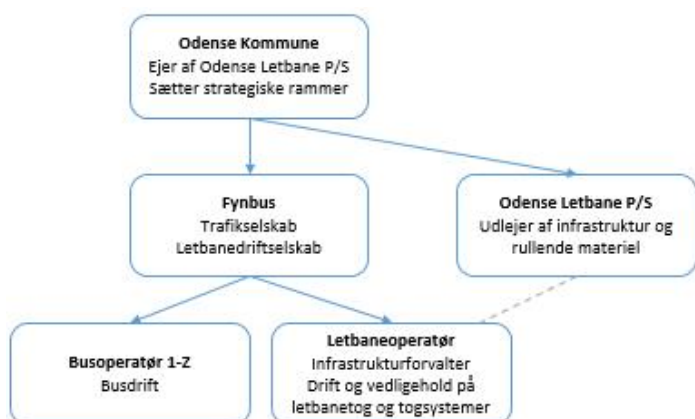 Odense Kommune
Ejer af Odense Letbane P/S
Sætter strategiske rammer
Fynbus
Trafikselskab
Letbanedriftselskab
Odense Letbane P/S
Udlejer af infrastruktur og
rullende materiel
Busoperatør 1-Z
Busdrift
Letbaneoperatør
Infrastrukturforvalter
Drift og vedligehold på
letbanetog og togsystemer